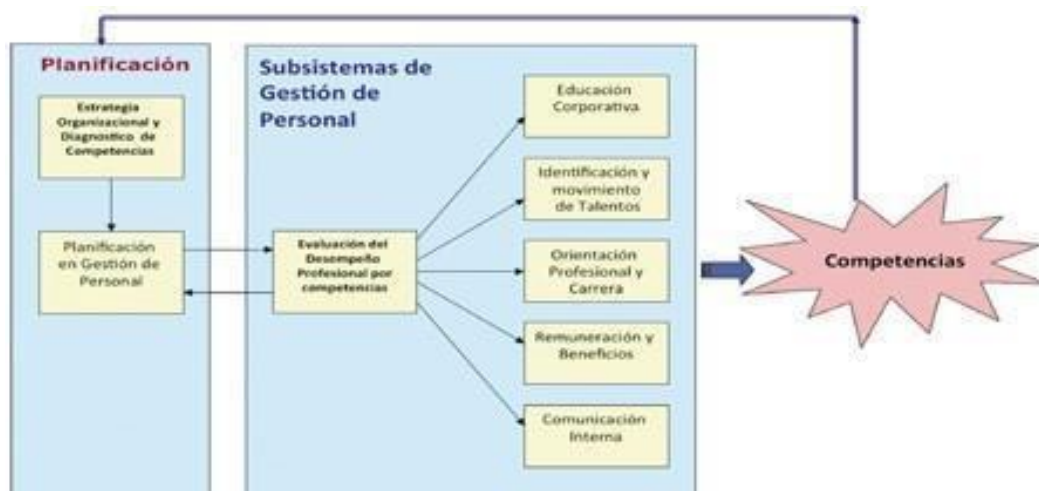 Planificación
Estrategia
Organizacional y
Diagnostico de
Competencias
Planificación
en Gestión de
Personal
Subsistemas de
Gestión de
Personal
Evaluación del
Desempeño
Profesional por
competencias
Educación
Corporativa
Identificación y
movimiento
de Talentos
Orientación
Profesional y
Carrera
Remuneración y
Beneficios
Comunicación
Interna
Competencias